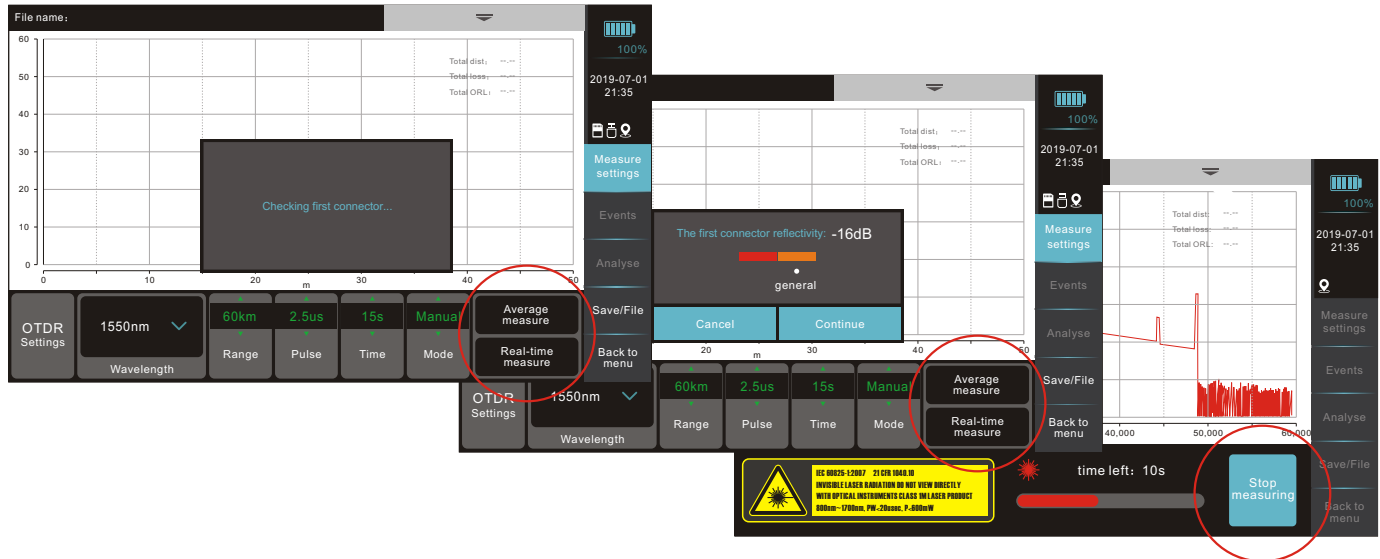 File name：
60
50
40
30
20
10
0
0 10 20 30 40 50
m
Total dist： --.--
Total loss： --.--
Total ORL： --.--
Checking first connector...
100%
2019-07-01
21:35
Measure
settings
Events
Analyse
Save/File
Back to
menu
OTDR
Settings
1550nm
Wavelength
60km
Range
2.5us
Pulse
15s
Time
Manual
Mode
Average
measure
Real-time
measure
Total dist： --.--
Total loss： --.--
Total ORL： --.--
The first connector reflectivity: -16dB
general
Cancel
Continue
20 30 40 50
m
100%
2019-07-01
21:35
Measure
settings
Events
Analyse
Save/File
Back to
menu
OTDR
Settings
1550nm
Wavelength
60km
Range
2.5us
Pulse
15s
Time
Manual
Mode
Average
measure
Real-time
measure
Total dist: --.--
Total loss: --.--
Total ORL: --.--
40,000 50,000 60,000
100%
2019-07-01
21:35
Measure
settings
Events
Analyse
Save/File
Back to
menu
IEC 60825-1:2007 21 CFR 1040.10
INVISIBLE LASER RADIATION DO NOT VIEW DIRECTLY
WITH OPTICAL INSTRUMENTS CLASS 1M LASER PRODUCT
800nm~1700nm,
time left：10s
Stop
measuring